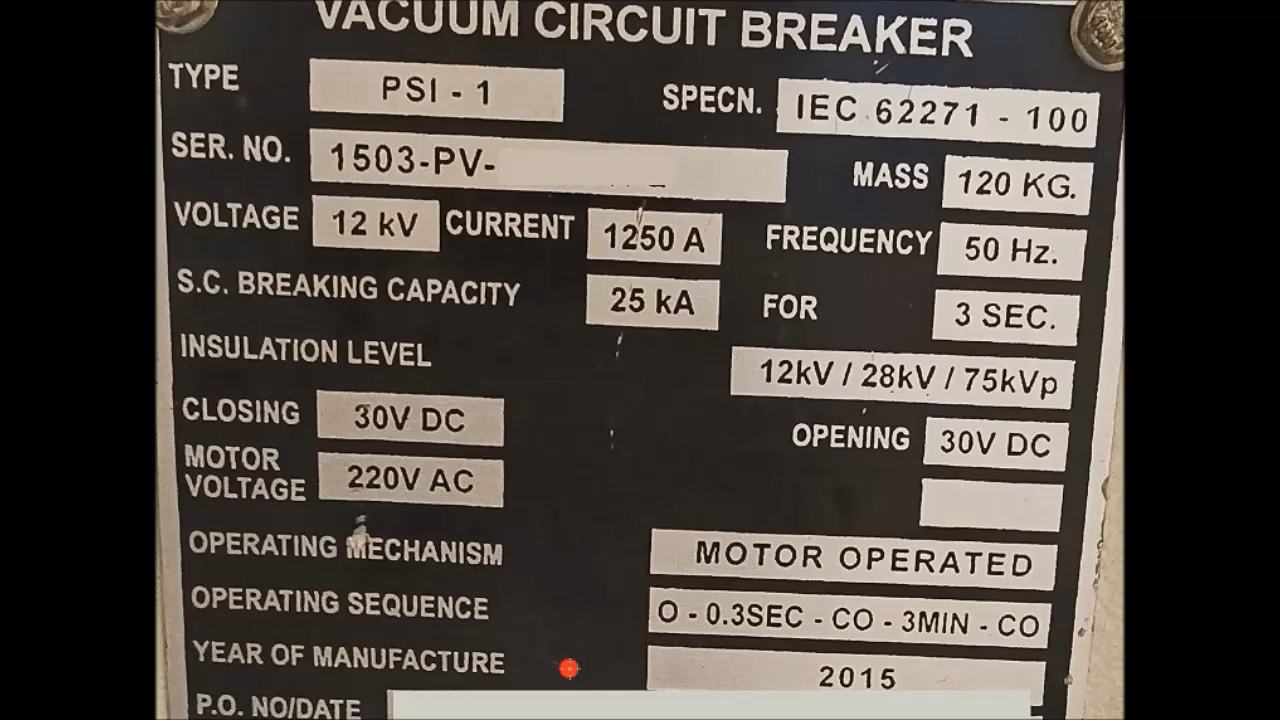 VACUUM CIRCUIT BREAKER
TYPE PSI - 1 SPECN. IEC 62271 - 100
SER. NO. 1503-PV- MASS 120 KG.
VOLTAGE 12 kV CURRENT 1250 A FREQUENCY 50 Hz.
S.C. BREAKING CAPACITY 25 kA FOR 3 SEC.
INSULATION LEVEL 12kV / 28kV / 75kVp
CLOSING 30V DC OPENING 30V DC
MOTOR VOLTAGE 220V AC
OPERATING MECHANISM MOTOR OPERATED
OPERATING SEQUENCE O - 0.3SEC - CO - 3MIN - CO
YEAR OF MANUFACTURE 2015
P.O. NO/DATE